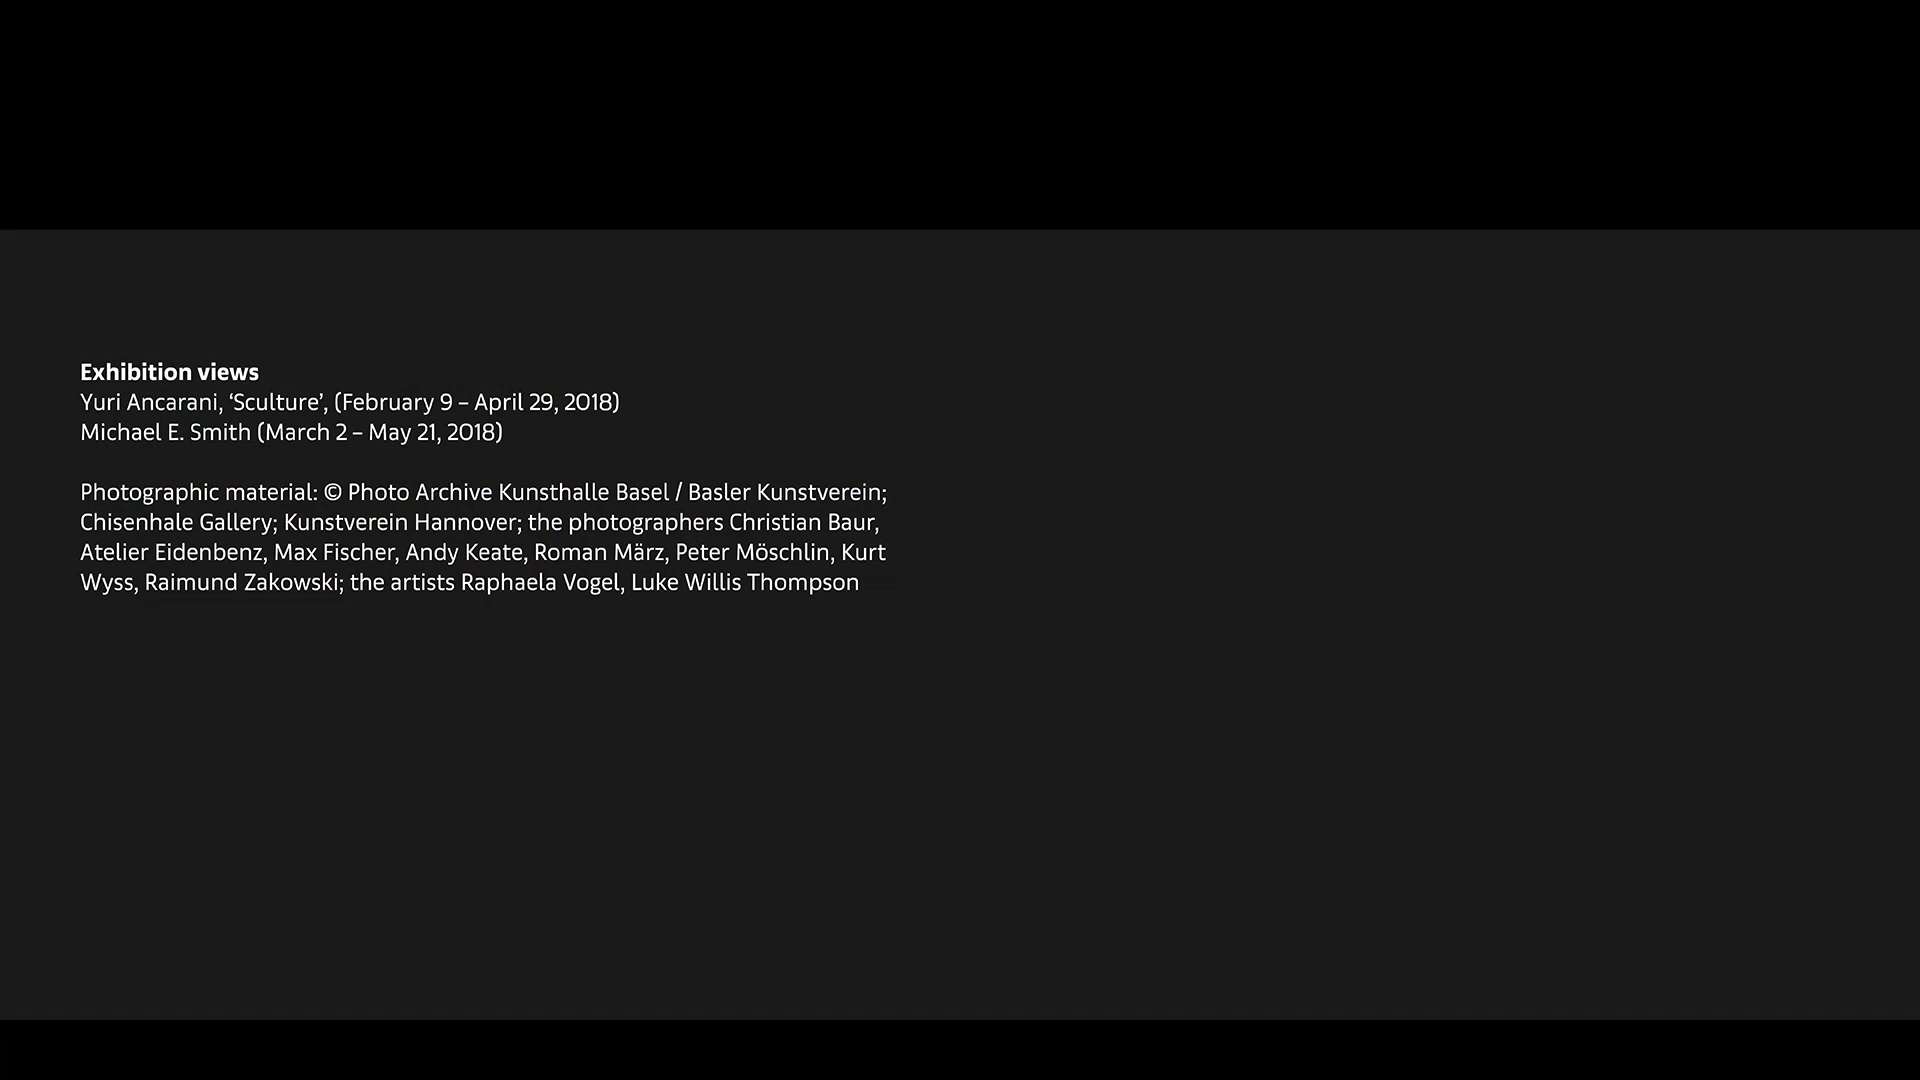 Exhibition views
Yuri Ancarani, ‘Sculture’, (February 9 – April 29, 2018)
Michael E. Smith (March 2 – May 21, 2018)
Photographic material: © Photo Archive Kunsthalle Basel / Basler Kunstverein;
Chisenhale Gallery; Kunstverein Hannover; the photographers Christian Baur,
Atelier Eidenbenz, Max Fischer, Andy Keate, Roman März, Peter Möschlin, Kurt
Wyss, Raimund Zakowski; the artists Raphaela Vogel, Luke Willis Thompson